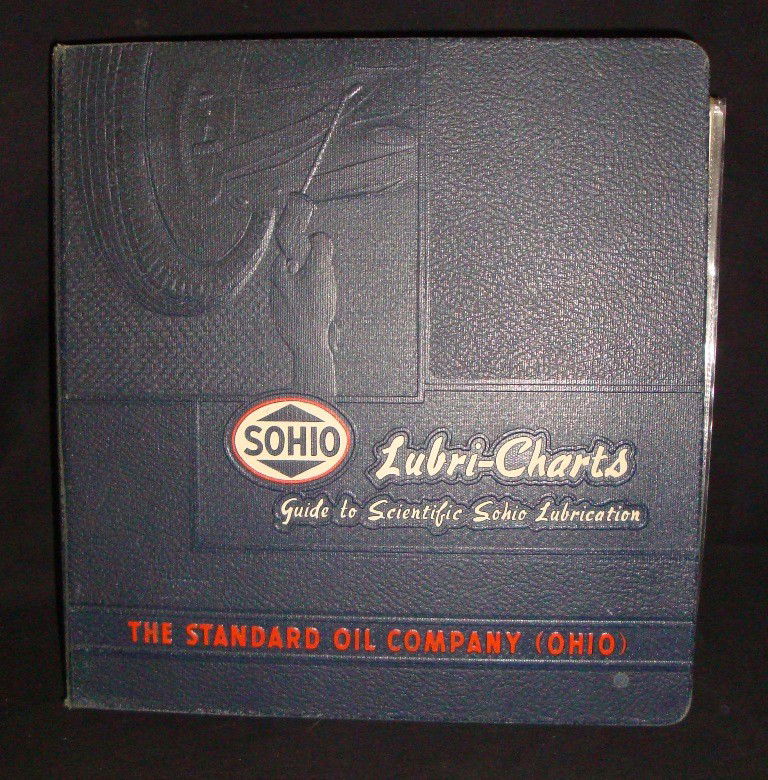 SOHIO
Lubri-Charts
Guide to Scientific Sohio Lubrication
THE STANDARD OIL COMPANY (OHIO)